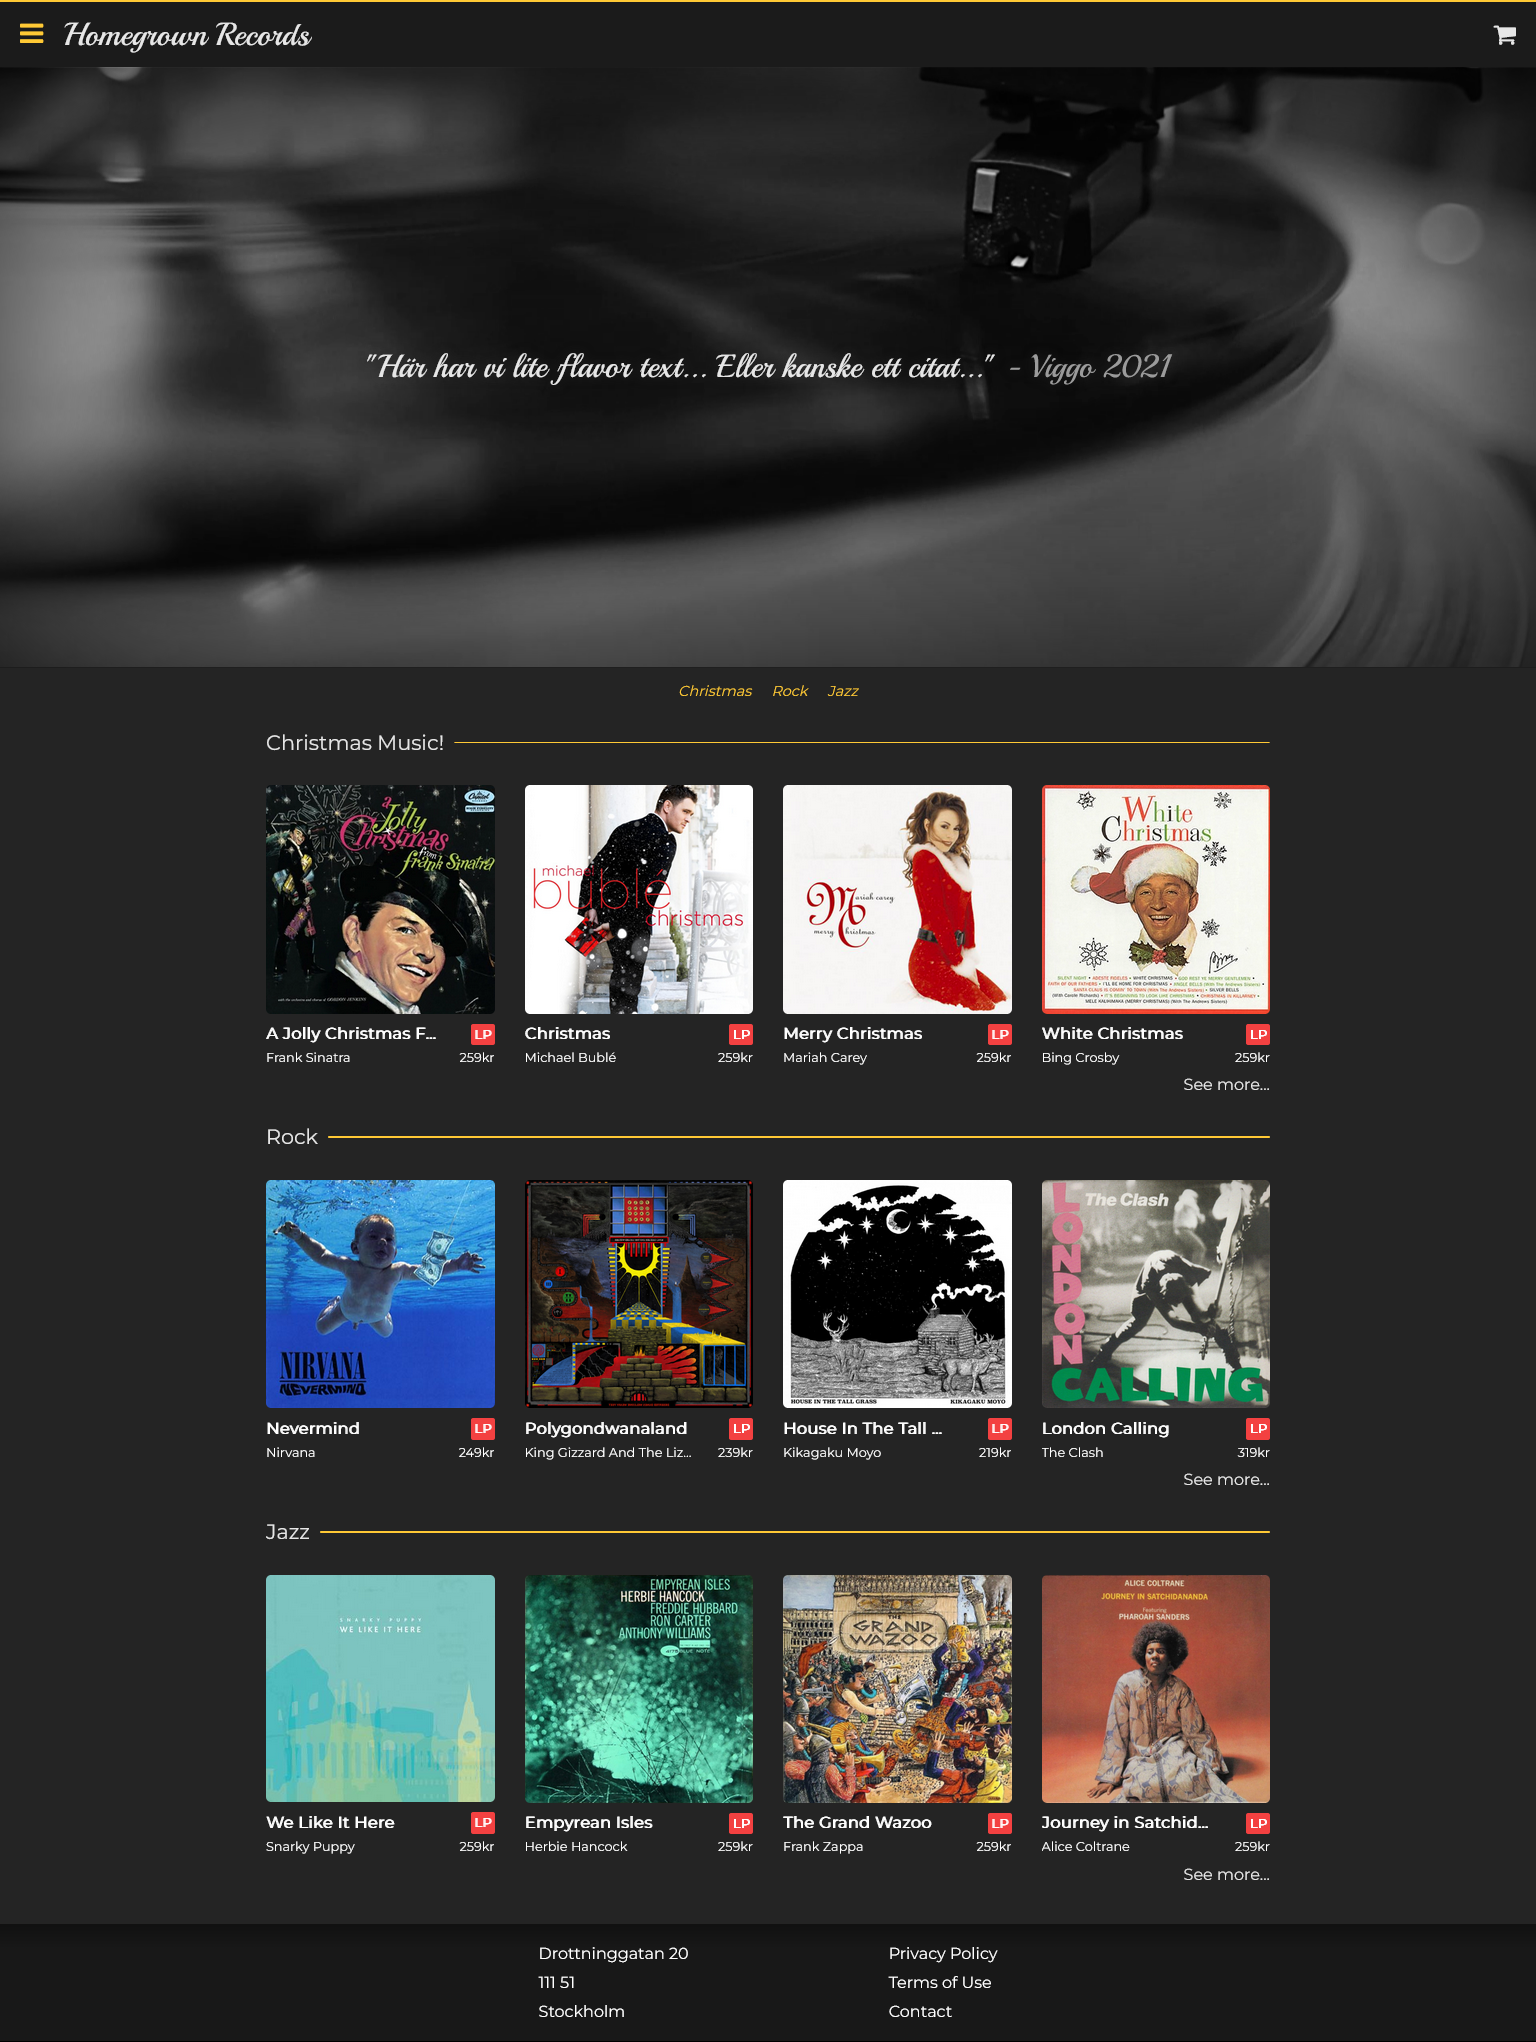 Homegrown Records
"Här har vi lite flavor text... Eller kanske ett citat..." - Viggo 2021
Christmas Rock Jazz
Christmas Music!
a Jolly Christmas from Frank Sinatra
michael bublé christmas
Mariah carey merry Christmas
White Christmas
A Jolly Christmas F... LP
Frank Sinatra 259kr
Christmas LP
Michael Bublé 259kr
Merry Christmas LP
Mariah Carey 259kr
White Christmas LP
Bing Crosby 259kr
See more...
Rock
NIRVANA
NEVERMIND
HOUSE IN THE TALL GRASS KIKAGAKU MOYO
The Clash
LONDON
CALLING
Nevermind LP
Nirvana 249kr
Polygondwanaland LP
King Gizzard And The Liz... 239kr
House In The Tall ... LP
Kikagaku Moyo 219kr
London Calling LP
The Clash 319kr
See more...
Jazz
SNARKY PUPPY
WE LIKE IT HERE
EMPYREAN ISLES
HERBIE HANCOCK
FREDDIE HUBBARD
RON CARTER
ANTHONY WILLIAMS
BLUE NOTE
THE
GRAND
WAZOO
ALICE COLTRANE
JOURNEY IN SATCHIDANANDA
Featuring
PHAROAH SANDERS
We Like It Here LP
Snarky Puppy 259kr
Empyrean Isles LP
Herbie Hancock 259kr
The Grand Wazoo LP
Frank Zappa 259kr
Journey in Satchid... LP
Alice Coltrane 259kr
See more...
Drottninggatan 20
111 51
Stockholm
Privacy Policy
Terms of Use
Contact